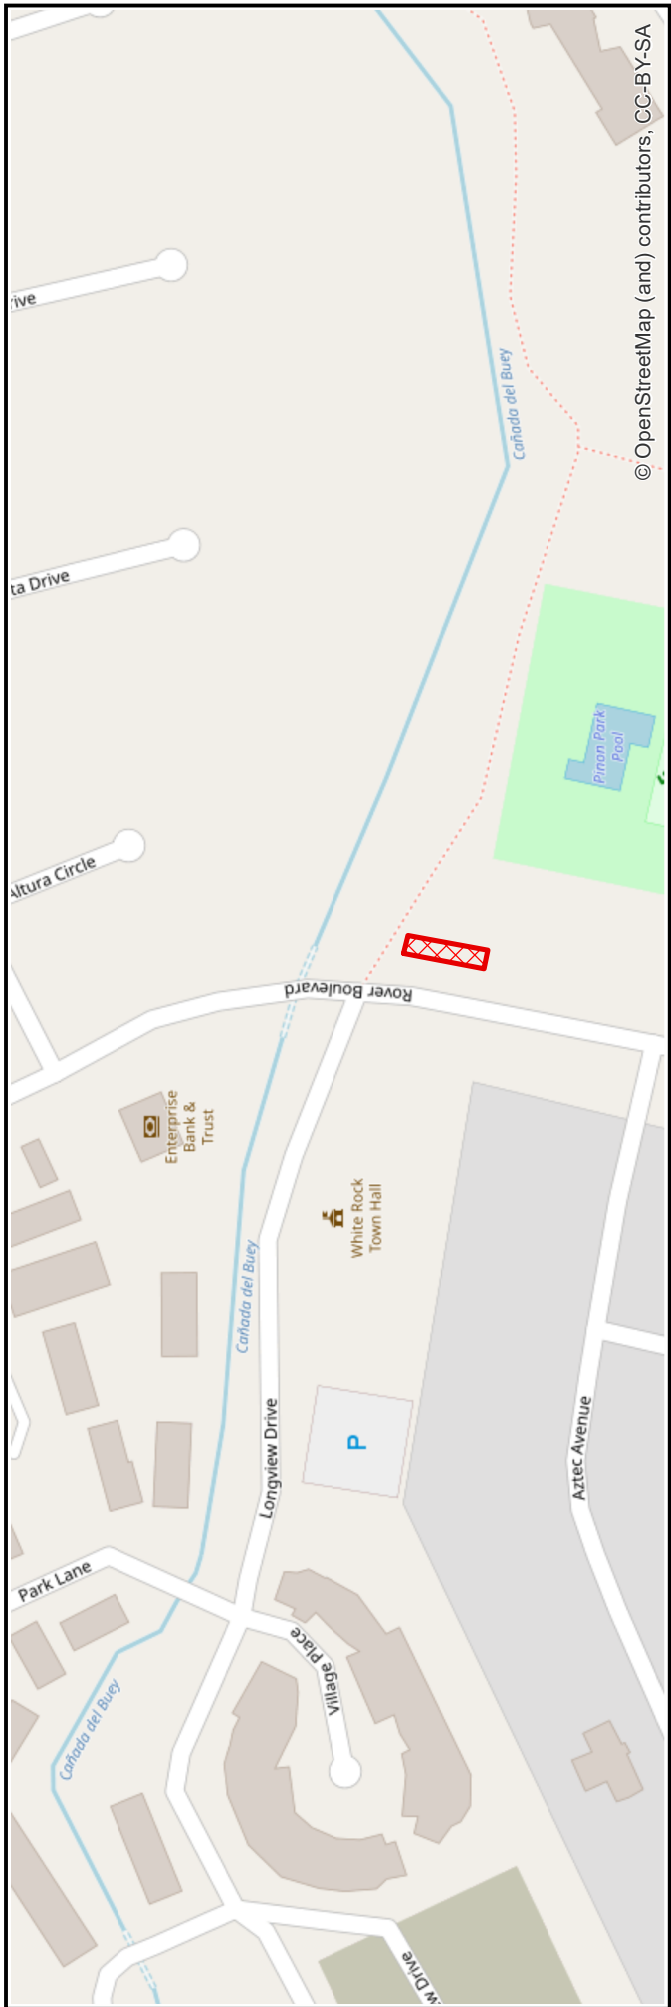 © OpenStreetMap (and) contributors, CC-BY-SA
rive
Cañada del Buey
ta Drive
Pinon Park
Pool
Altura Circle
Rover Boulevard
Enterprise
Bank &
Trust
White Rock
Town Hall
Cañada del Buey
Longview Drive
P
Aztec Avenue
Park Lane
Village Place
Cañada del Buey
w Drive